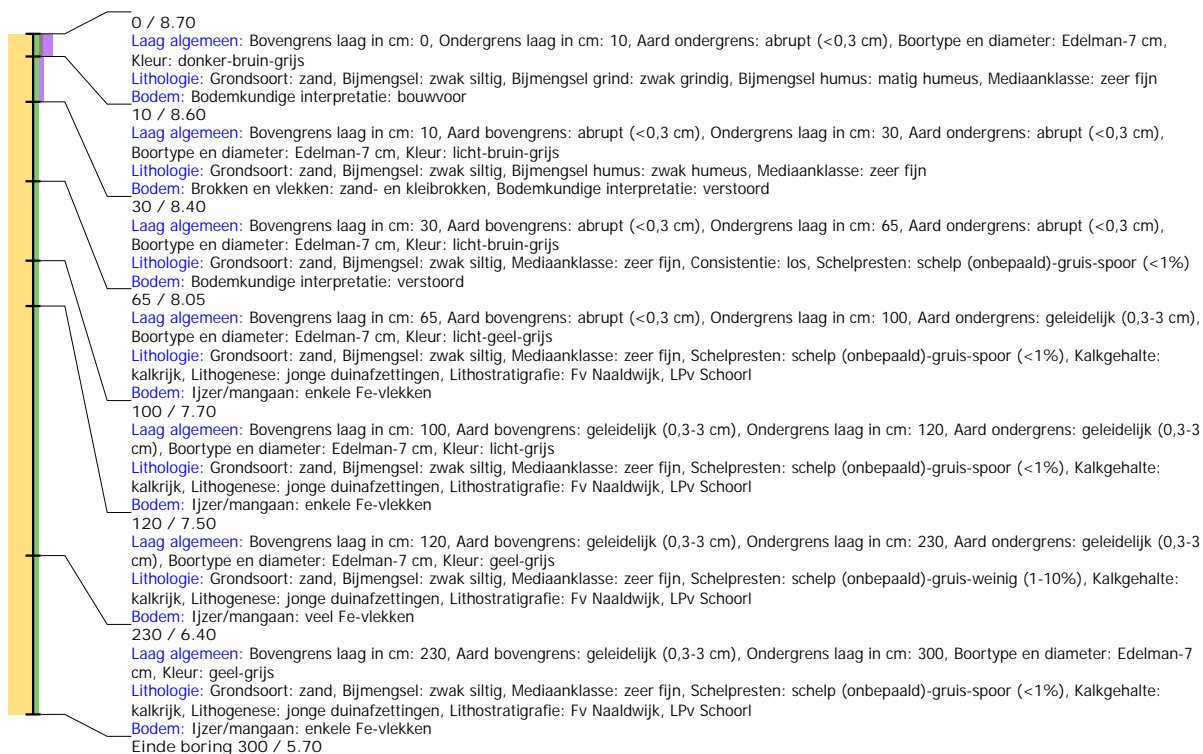 0 / 8.70
Laag algemeen: Bovengrens laag in cm: 0, Ondergrens laag in cm: 10, Aard ondergrens: abrupt (<0,3 cm), Boortype en diameter: Edelman-7 cm,
Kleur: donker-bruin-grijs
Lithologie: Grondsoort: zand, Bijmengsel: zwak siltig, Bijmengsel grind: zwak grindig, Bijmengsel humus: matig humeus, Mediaanklasse: zeer fijn
Bodem: Bodemkundige interpretatie: bouwvoor
10 / 8.60
Laag algemeen: Bovengrens laag in cm: 10, Aard bovengrens: abrupt (<0,3 cm), Ondergrens laag in cm: 30, Aard ondergrens: abrupt (<0,3 cm),
Boortype en diameter: Edelman-7 cm, Kleur: licht-bruin-grijs
Lithologie: Grondsoort: zand, Bijmengsel: zwak siltig, Bijmengsel humus: zwak humeus, Mediaanklasse: zeer fijn
Bodem: Brokken en vlekken: zand- en kleibrokken, Bodemkundige interpretatie: verstoord
30 / 8.40
Laag algemeen: Bovengrens laag in cm: 30, Aard bovengrens: abrupt (<0,3 cm), Ondergrens laag in cm: 65, Aard ondergrens: abrupt (<0,3 cm),
Boortype en diameter: Edelman-7 cm, Kleur: licht-bruin-grijs
Lithologie: Grondsoort: zand, Bijmengsel: zwak siltig, Mediaanklasse: zeer fijn, Consistentie: los, Schelpresten: schelp (onbepaald)-gruis-spoor (<1%)
Bodem: Bodemkundige interpretatie: verstoord
65 / 8.05
Laag algemeen: Bovengrens laag in cm: 65, Aard bovengrens: abrupt (<0,3 cm), Ondergrens laag in cm: 100, Aard ondergrens: geleidelijk (0,3-3 cm),
Boortype en diameter: Edelman-7 cm, Kleur: licht-geel-grijs
Lithologie: Grondsoort: zand, Bijmengsel: zwak siltig, Mediaanklasse: zeer fijn, Schelpresten: schelp (onbepaald)-gruis-spoor (<1%), Kalkgehalte:
kalkrijk, Lithogenese: jonge duinafzettingen, Lithostratigrafie: Fv Naaldwijk, LPv Schoorl
Bodem: Ijzer/mangaan: enkele Fe-vlekken
100 / 7.70
Laag algemeen: Bovengrens laag in cm: 100, Aard bovengrens: geleidelijk (0,3-3 cm), Ondergrens laag in cm: 120, Aard ondergrens: geleidelijk (0,3-3
cm), Boortype en diameter: Edelman-7 cm, Kleur: licht-grijs
Lithologie: Grondsoort: zand, Bijmengsel: zwak siltig, Mediaanklasse: zeer fijn, Schelpresten: schelp (onbepaald)-gruis-spoor (<1%), Kalkgehalte:
kalkrijk, Lithogenese: jonge duinafzettingen, Lithostratigrafie: Fv Naaldwijk, LPv Schoorl
Bodem: Ijzer/mangaan: enkele Fe-vlekken
120 / 7.50
Laag algemeen: Bovengrens laag in cm: 120, Aard bovengrens: geleidelijk (0,3-3 cm), Ondergrens laag in cm: 230, Aard ondergrens: geleidelijk (0,3-3
cm), Boortype en diameter: Edelman-7 cm, Kleur: geel-grijs
Lithologie: Grondsoort: zand, Bijmengsel: zwak siltig, Mediaanklasse: zeer fijn, Schelpresten: schelp (onbepaald)-gruis-weinig (1-10%), Kalkgehalte:
kalkrijk, Lithogenese: jonge duinafzettingen, Lithostratigrafie: Fv Naaldwijk, LPv Schoorl
Bodem: Ijzer/mangaan: veel Fe-vlekken
230 / 6.40
Laag algemeen: Bovengrens laag in cm: 230, Aard bovengrens: geleidelijk (0,3-3 cm), Ondergrens laag in cm: 300, Boortype en diameter: Edelman-7
cm, Kleur: geel-grijs
Lithologie: Grondsoort: zand, Bijmengsel: zwak siltig, Mediaanklasse: zeer fijn, Schelpresten: schelp (onbepaald)-gruis-spoor (<1%), Kalkgehalte:
kalkrijk, Lithogenese: jonge duinafzettingen, Lithostratigrafie: Fv Naaldwijk, LPv Schoorl
Bodem: Ijzer/mangaan: enkele Fe-vlekken
Einde boring 300 / 5.70